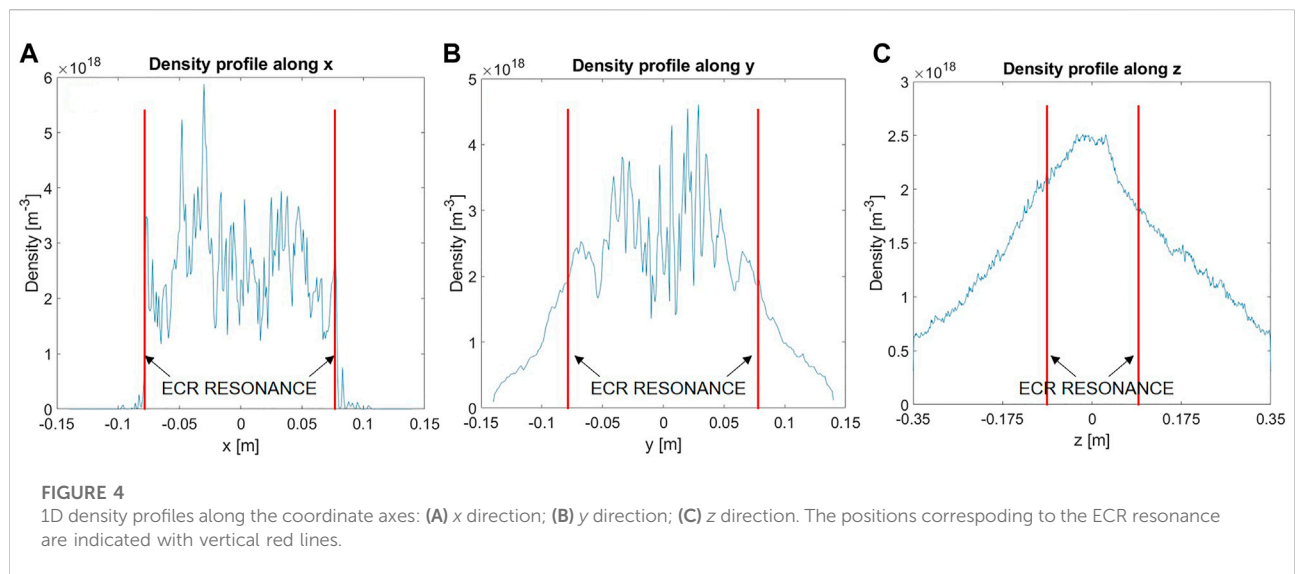 A
Density profile along x
×10^18
6
5
4
3
2
1
0
Density [m-3]
ECR RESONANCE
-0.15 -0.1 -0.05 0 0.05 0.1 0.15
x [m]
B
Density profile along y
×10^18
5
4
3
2
1
0
Density [m-3]
ECR RESONANCE
-0.15 -0.1 -0.05 0 0.05 0.1 0.15
y [m]
C
Density profile along z
×10^18
3
2.5
2
1.5
1
0.5
0
Density [m-3]
ECR RESONANCE
-0.35 -0.175 0 0.175 0.35
z [m]
FIGURE 4
1D density profiles along the coordinate axes: (A) x direction; (B) y direction; (C) z direction. The positions correspoding to the ECR resonance
are indicated with vertical red lines.